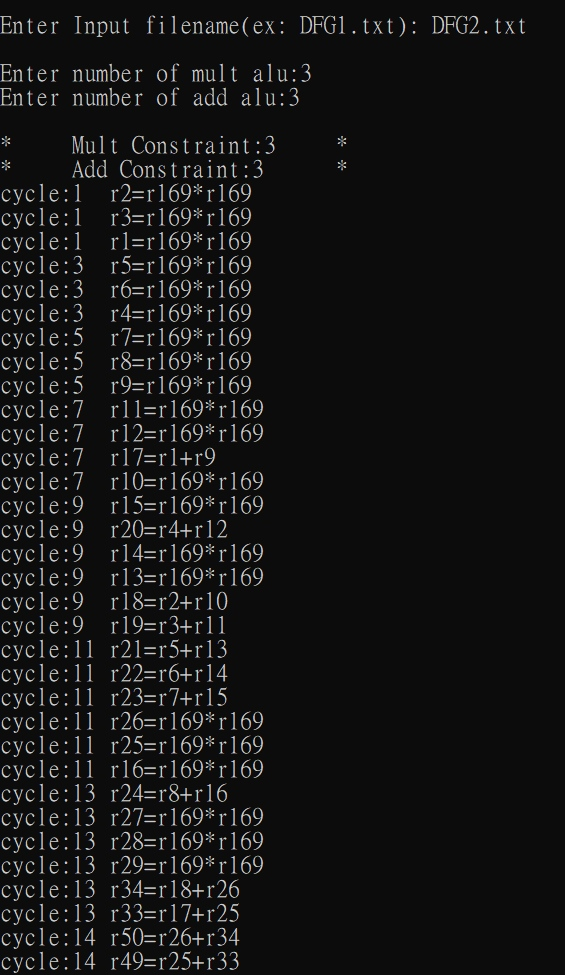 Enter Input filename(ex: DFG1.txt): DFG2.txt
Enter number of mult alu:3
Enter number of add alu:3
*     Mult Constraint:3     *
*     Add Constraint:3      *
cycle:1  r2=r169*r169
cycle:1  r3=r169*r169
cycle:1  r1=r169*r169
cycle:3  r5=r169*r169
cycle:3  r6=r169*r169
cycle:3  r4=r169*r169
cycle:5  r7=r169*r169
cycle:5  r8=r169*r169
cycle:5  r9=r169*r169
cycle:7  r11=r169*r169
cycle:7  r12=r169*r169
cycle:7  r17=r1+r9
cycle:7  r10=r169*r169
cycle:9  r15=r169*r169
cycle:9  r20=r4+r12
cycle:9  r14=r169*r169
cycle:9  r13=r169*r169
cycle:9  r18=r2+r10
cycle:9  r19=r3+r11
cycle:11 r21=r5+r13
cycle:11 r22=r6+r14
cycle:11 r23=r7+r15
cycle:11 r26=r169*r169
cycle:11 r25=r169*r169
cycle:11 r16=r169*r169
cycle:13 r24=r8+r16
cycle:13 r27=r169*r169
cycle:13 r28=r169*r169
cycle:13 r29=r169*r169
cycle:13 r34=r18+r26
cycle:13 r33=r17+r25
cycle:14 r50=r26+r34
cycle:14 r49=r25+r33